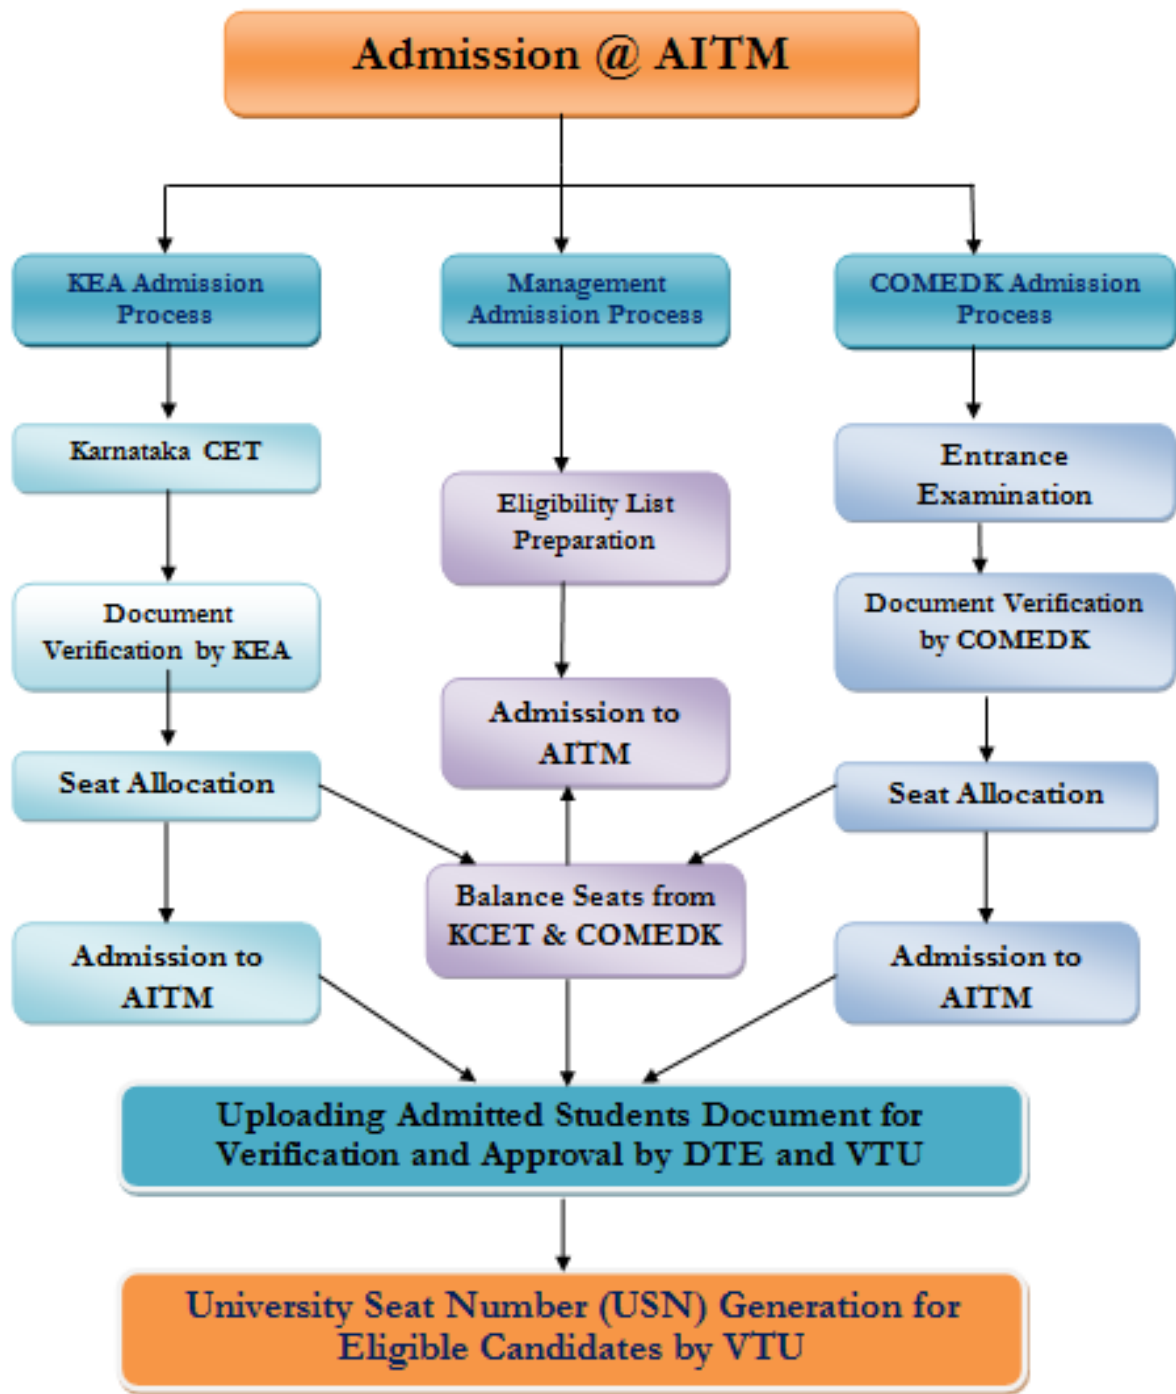 Admission @ AITM
KEA Admission
Process
Management
Admission Process
COMEDK Admission
Process
Karnataka CET
Entrance
Examination
Eligibility List
Preparation
Document
Verification by KEA
Document Verification
by COMEDK
Admission to
AITM
Seat Allocation
Seat Allocation
Balance Seats from
KCET & COMEDK
Admission to
AITM
Admission to
AITM
Uploading Admitted Students Document for
Verification and Approval by DTE and VTU
University Seat Number (USN) Generation for
Eligible Candidates by VTU